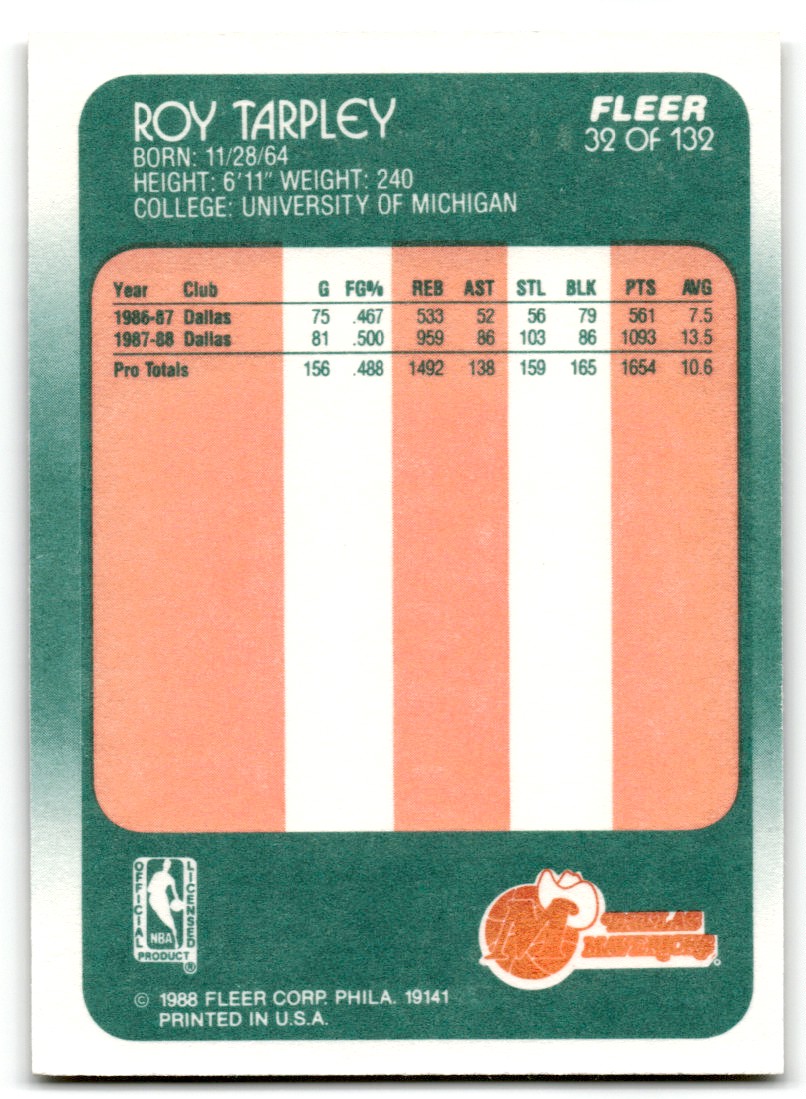 ROY TARPLEY
BORN: 11/28/64
HEIGHT: 6'11" WEIGHT: 240
COLLEGE: UNIVERSITY OF MICHIGAN
FLEER
32 OF 132
Year Club G FG% REB AST STL BLK PTS AVG
1986-87 Dallas 75 .467 533 52 56 79 561 7.5
1987-88 Dallas 81 .500 959 86 103 86 1093 13.5
Pro Totals 156 .488 1492 138 159 165 1654 10.6
OFFICIAL LICENSED
NBA
PRODUCT ®
M
MAVERICKS
© 1988 FLEER CORP. PHILA. 19141
PRINTED IN U.S.A.